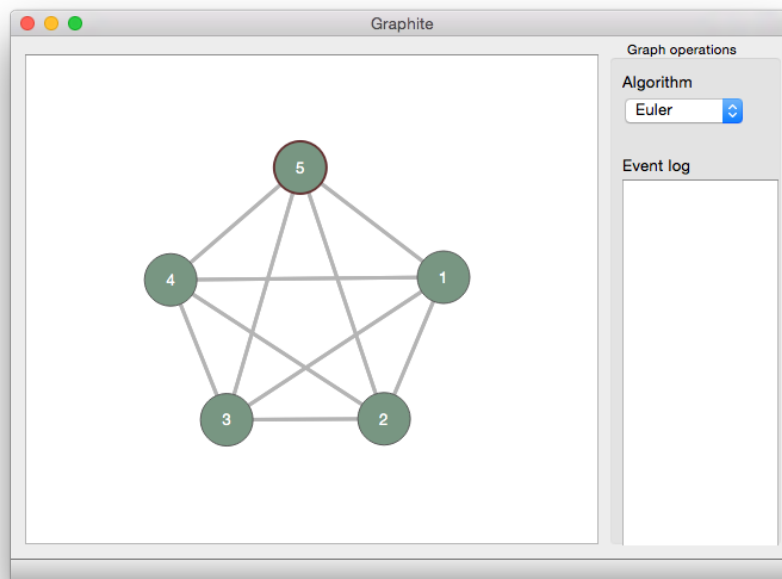 Graphite
Graph operations
Algorithm
Euler
Event log
5
4
1
3
2